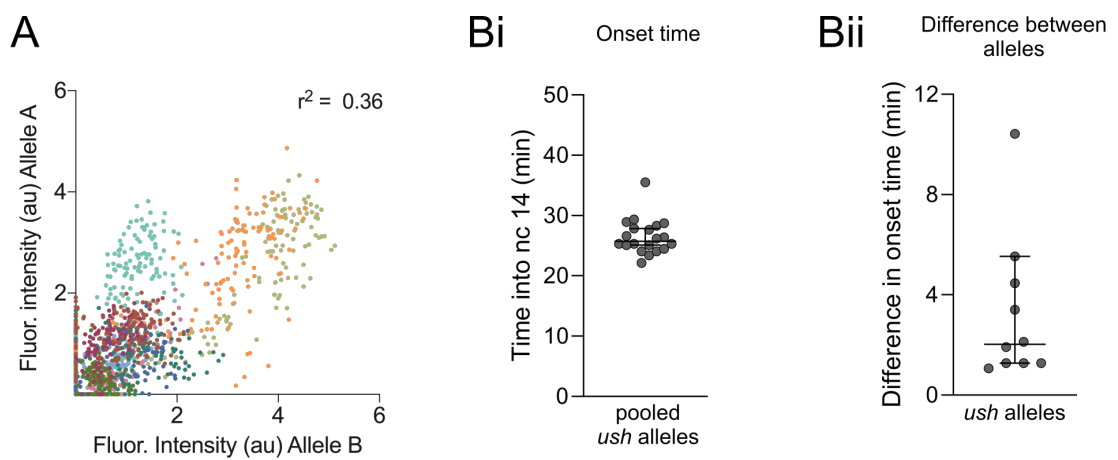 A
Fluor. intensity (au) Allele A
6
4
2
r² = 0.36
2
4
6
Fluor. Intensity (au) Allele B
Bi
Onset time
Time into nc 14 (min)
50
40
30
20
10
0
pooled
ush alleles
Bii
Difference between
alleles
Difference in onset time (min)
12
8
4
0
ush alleles